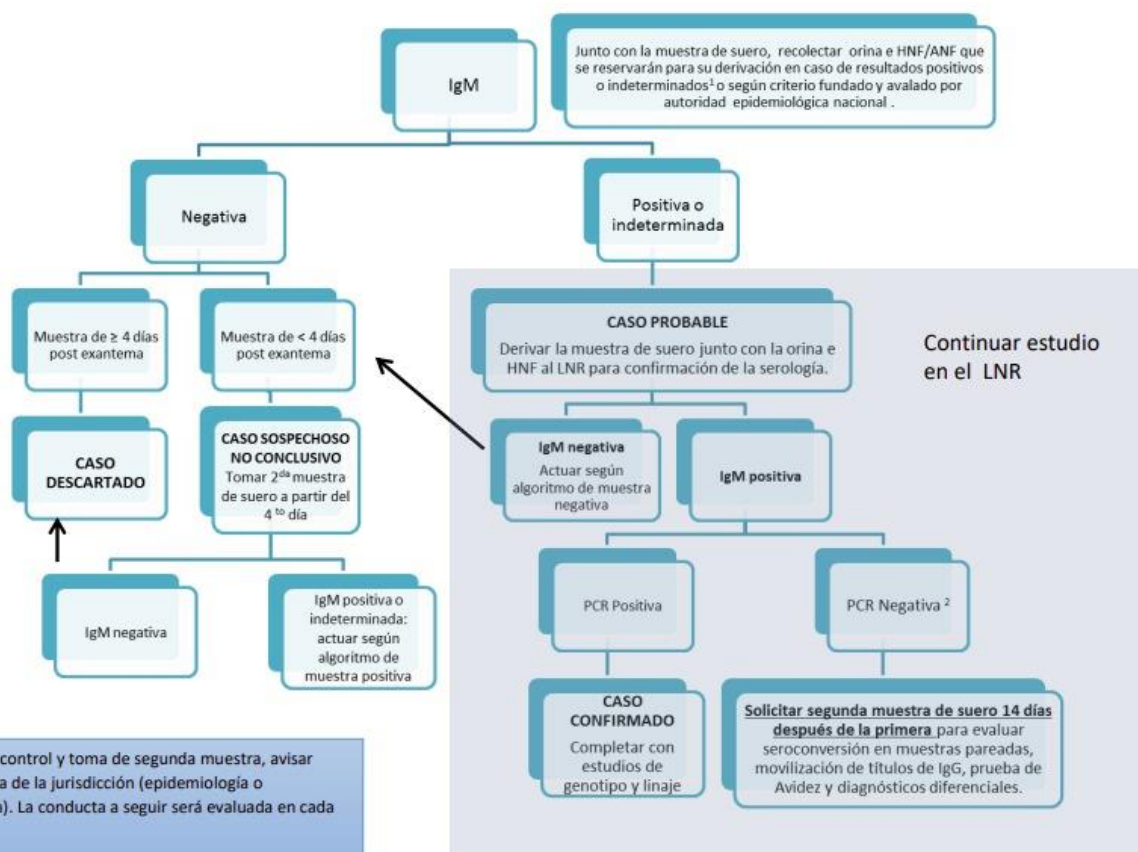 IgM
Junto con la muestra de suero, recolectar orina e HNF/ANF que
se reservarán para su derivación en caso de resultados positivos
o indeterminados¹ o según criterio fundado y avalado por
autoridad epidemiológica nacional .
Negativa
Positiva o
indeterminada
Muestra de ≥ 4 días
post exantema
Muestra de < 4 días
post exantema
CASO PROBABLE
Derivar la muestra de suero junto con la orina e
HNF al LNR para confirmación de la serología.
Continuar estudio
en el LNR
CASO
DESCARTADO
CASO SOSPECHOSO
NO CONCLUSIVO
Tomar 2da muestra
de suero a partir del
4 to día
IgM negativa
Actuar según
algoritmo de muestra
negativa
IgM positiva
IgM negativa
IgM positiva o
indeterminada:
actuar según
algoritmo de
muestra positiva
PCR Positiva
PCR Negativa ²
CASO
CONFIRMADO
Completar con
estudios de
genotipo y linaje
Solicitar segunda muestra de suero 14 días
después de la primera para evaluar
seroconversión en muestras pareadas,
movilización de títulos de IgG, prueba de
Avidez y diagnósticos diferenciales.
control y toma de segunda muestra, avisar
a de la jurisdicción (epidemiología o
). La conducta a seguir será evaluada en cada